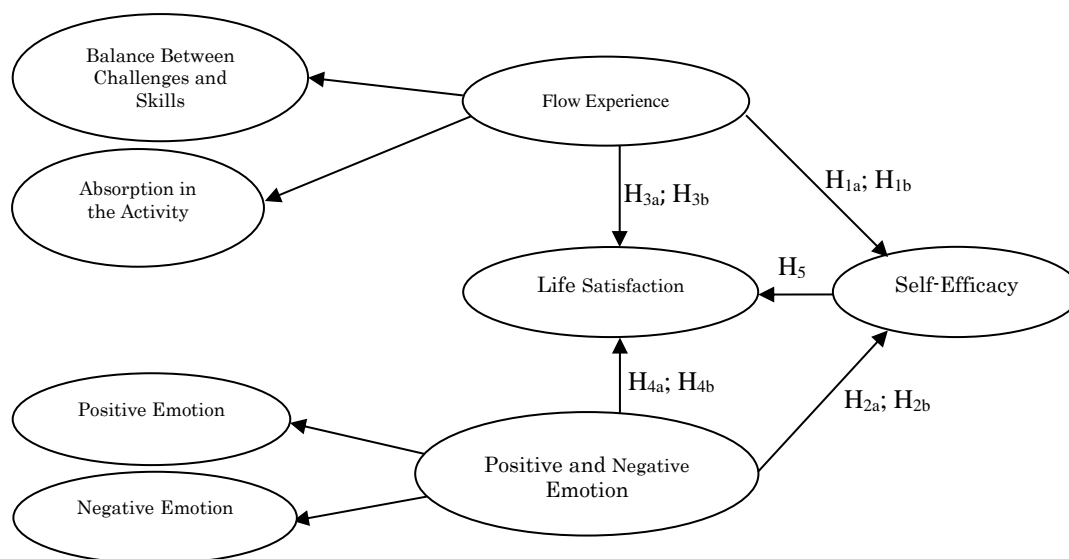 Balance Between
Challenges and
Skills
Flow Experience
Absorption in
the Activity
H1a; H1b
H3a; H3b
Life Satisfaction
H5
Self-Efficacy
H4a; H4b
H2a; H2b
Positive Emotion
Positive and Negative
Emotion
Negative Emotion